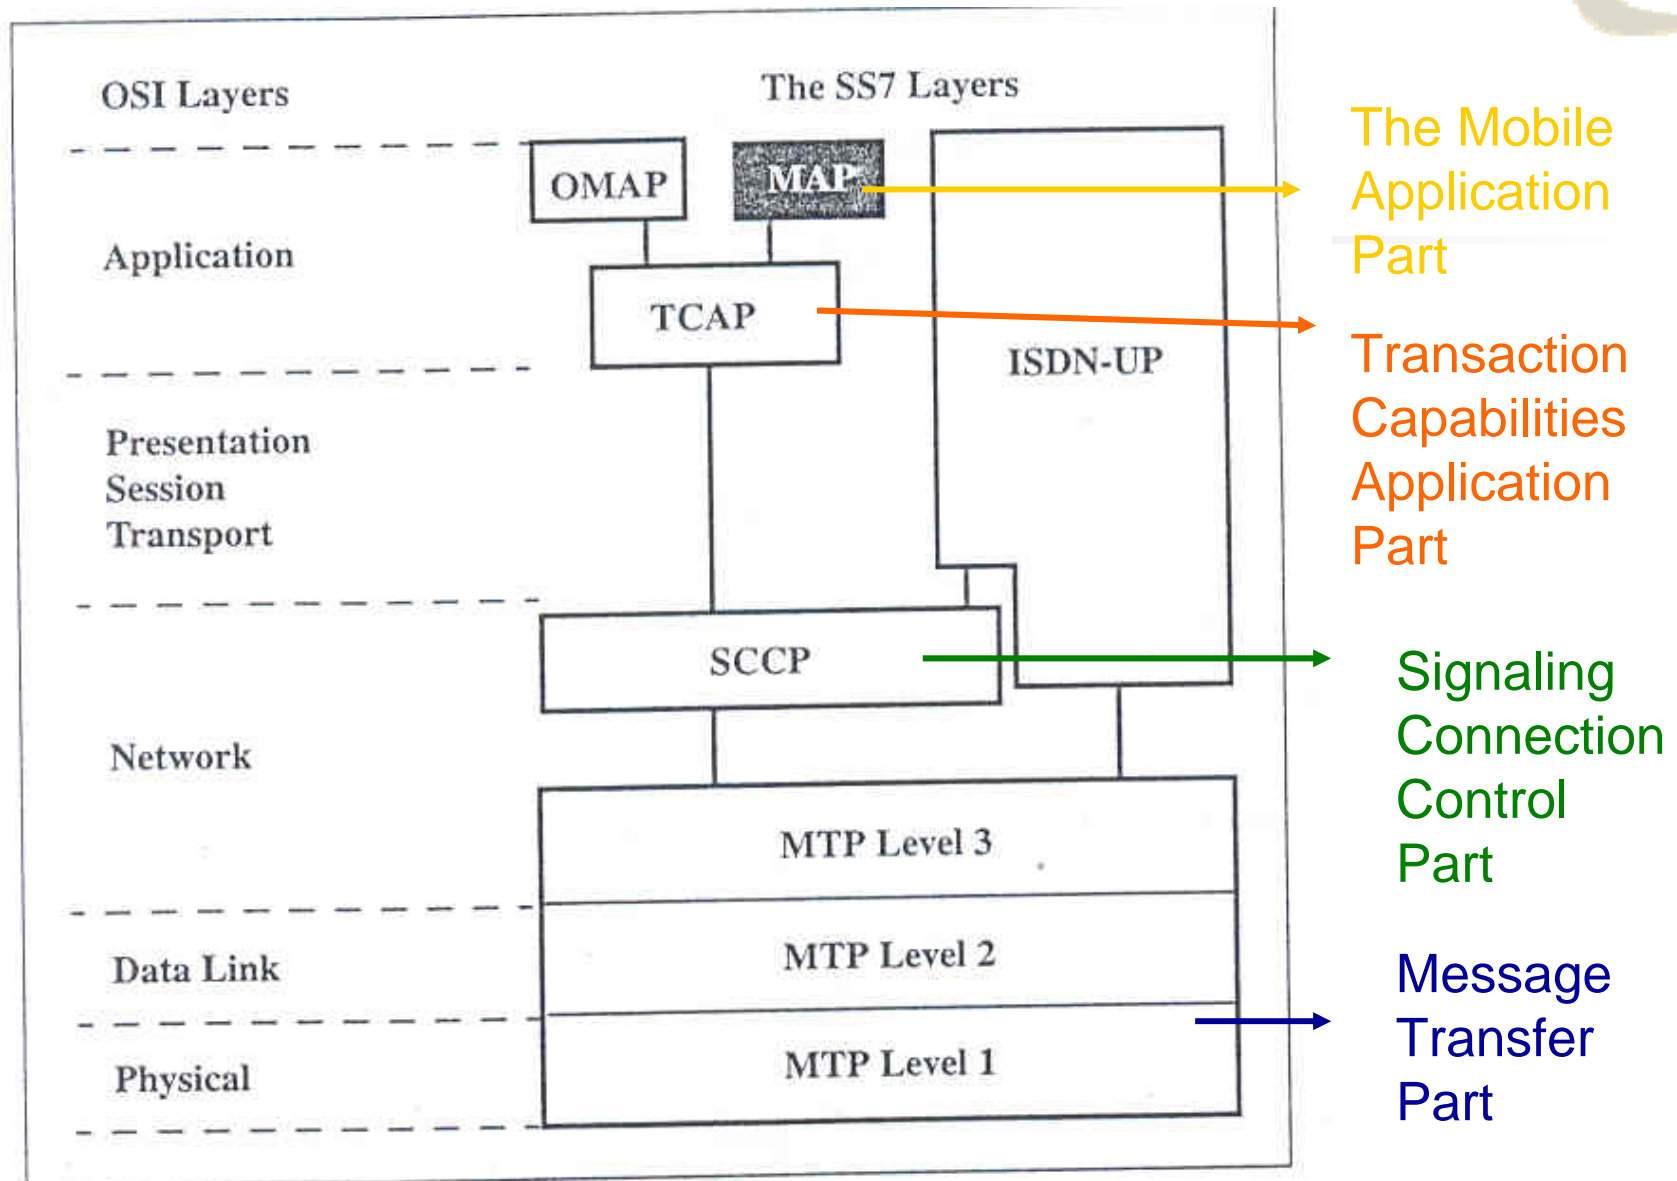 OSI Layers
The SS7 Layers
OMAP
MAP
Application
TCAP
ISDN-UP
Presentation
Session
Transport
SCCP
Network
MTP Level 3
Data Link
MTP Level 2
Physical
MTP Level 1
The Mobile
Application
Part
Transaction
Capabilities
Application
Part
Signaling
Connection
Control
Part
Message
Transfer
Part